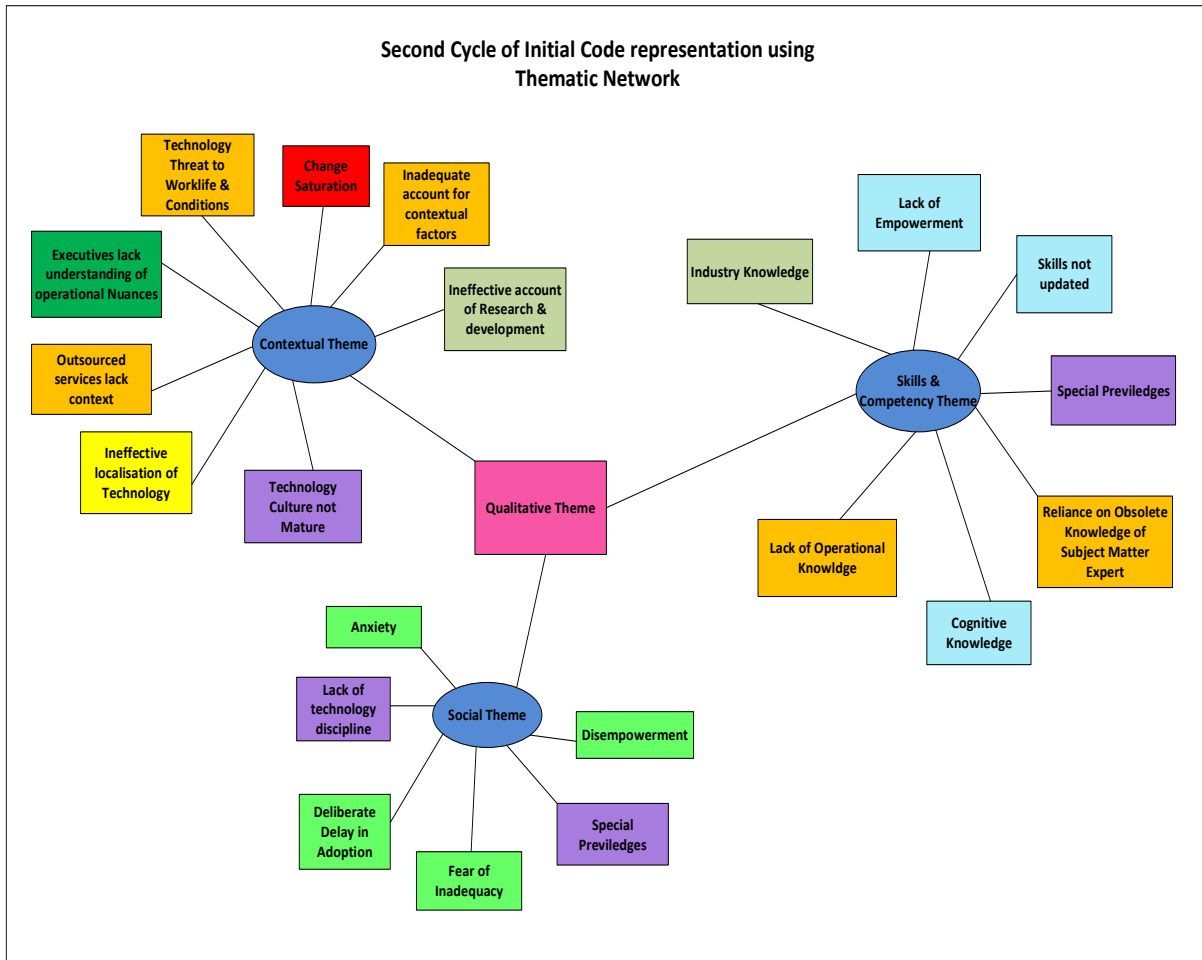 Second Cycle of Initial Code representation using
Thematic Network
Technology
Threat to
Worklife &
Conditions
Change
Saturation
Inadequate
account for
contextual
factors
Executives lack
understanding of
operational Nuances
Ineffective account
of Research &
development
Contextual Theme
Outsourced
services lack
context
Ineffective
localisation of
Technology
Technology
Culture not
Mature
Lack of
Empowerment
Industry Knowledge
Skills not
updated
Skills &
Competency Theme
Special Previledges
Qualitative Theme
Lack of Operational
Knowldge
Reliance on Obsolete
Knowledge of
Subject Matter
Expert
Cognitive
Knowledge
Anxiety
Lack of
technology
discipline
Social Theme
Disempowerment
Deliberate
Delay in
Adoption
Fear of
Inadequacy
Special
Previledges